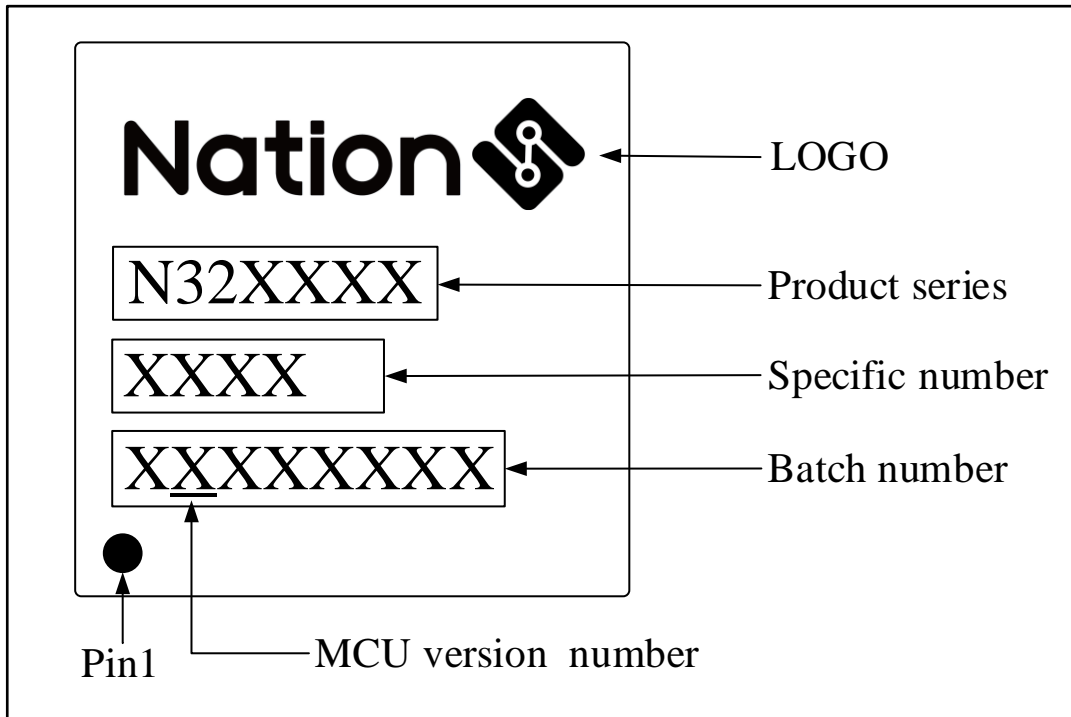 Nation
LOGO
N32XXXX
Product series
XXXX
Specific number
XXXXXXXX
Batch number
Pin1
MCU version number